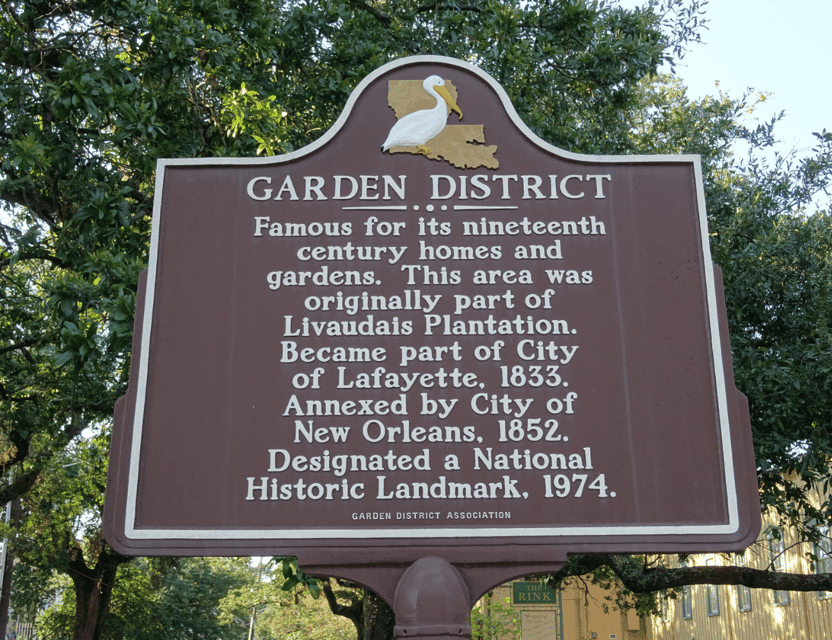 GARDEN DISTRICT
Famous for its nineteenth
century homes and
gardens. This area was
originally part of
Livaudais Plantation.
Became part of City
of Lafayette, 1833.
Annexed by City of
New Orleans, 1852.
Designated a National
Historic Landmark, 1974.
GARDEN DISTRICT ASSOCIATION
THE
RINK